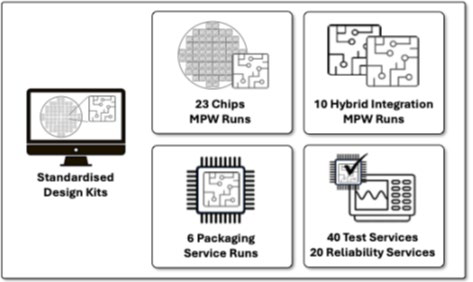 Standardised
Design Kits
23 Chips
MPW Runs
10 Hybrid Integration
MPW Runs
6 Packaging
Service Runs
40 Test Services
20 Reliability Services